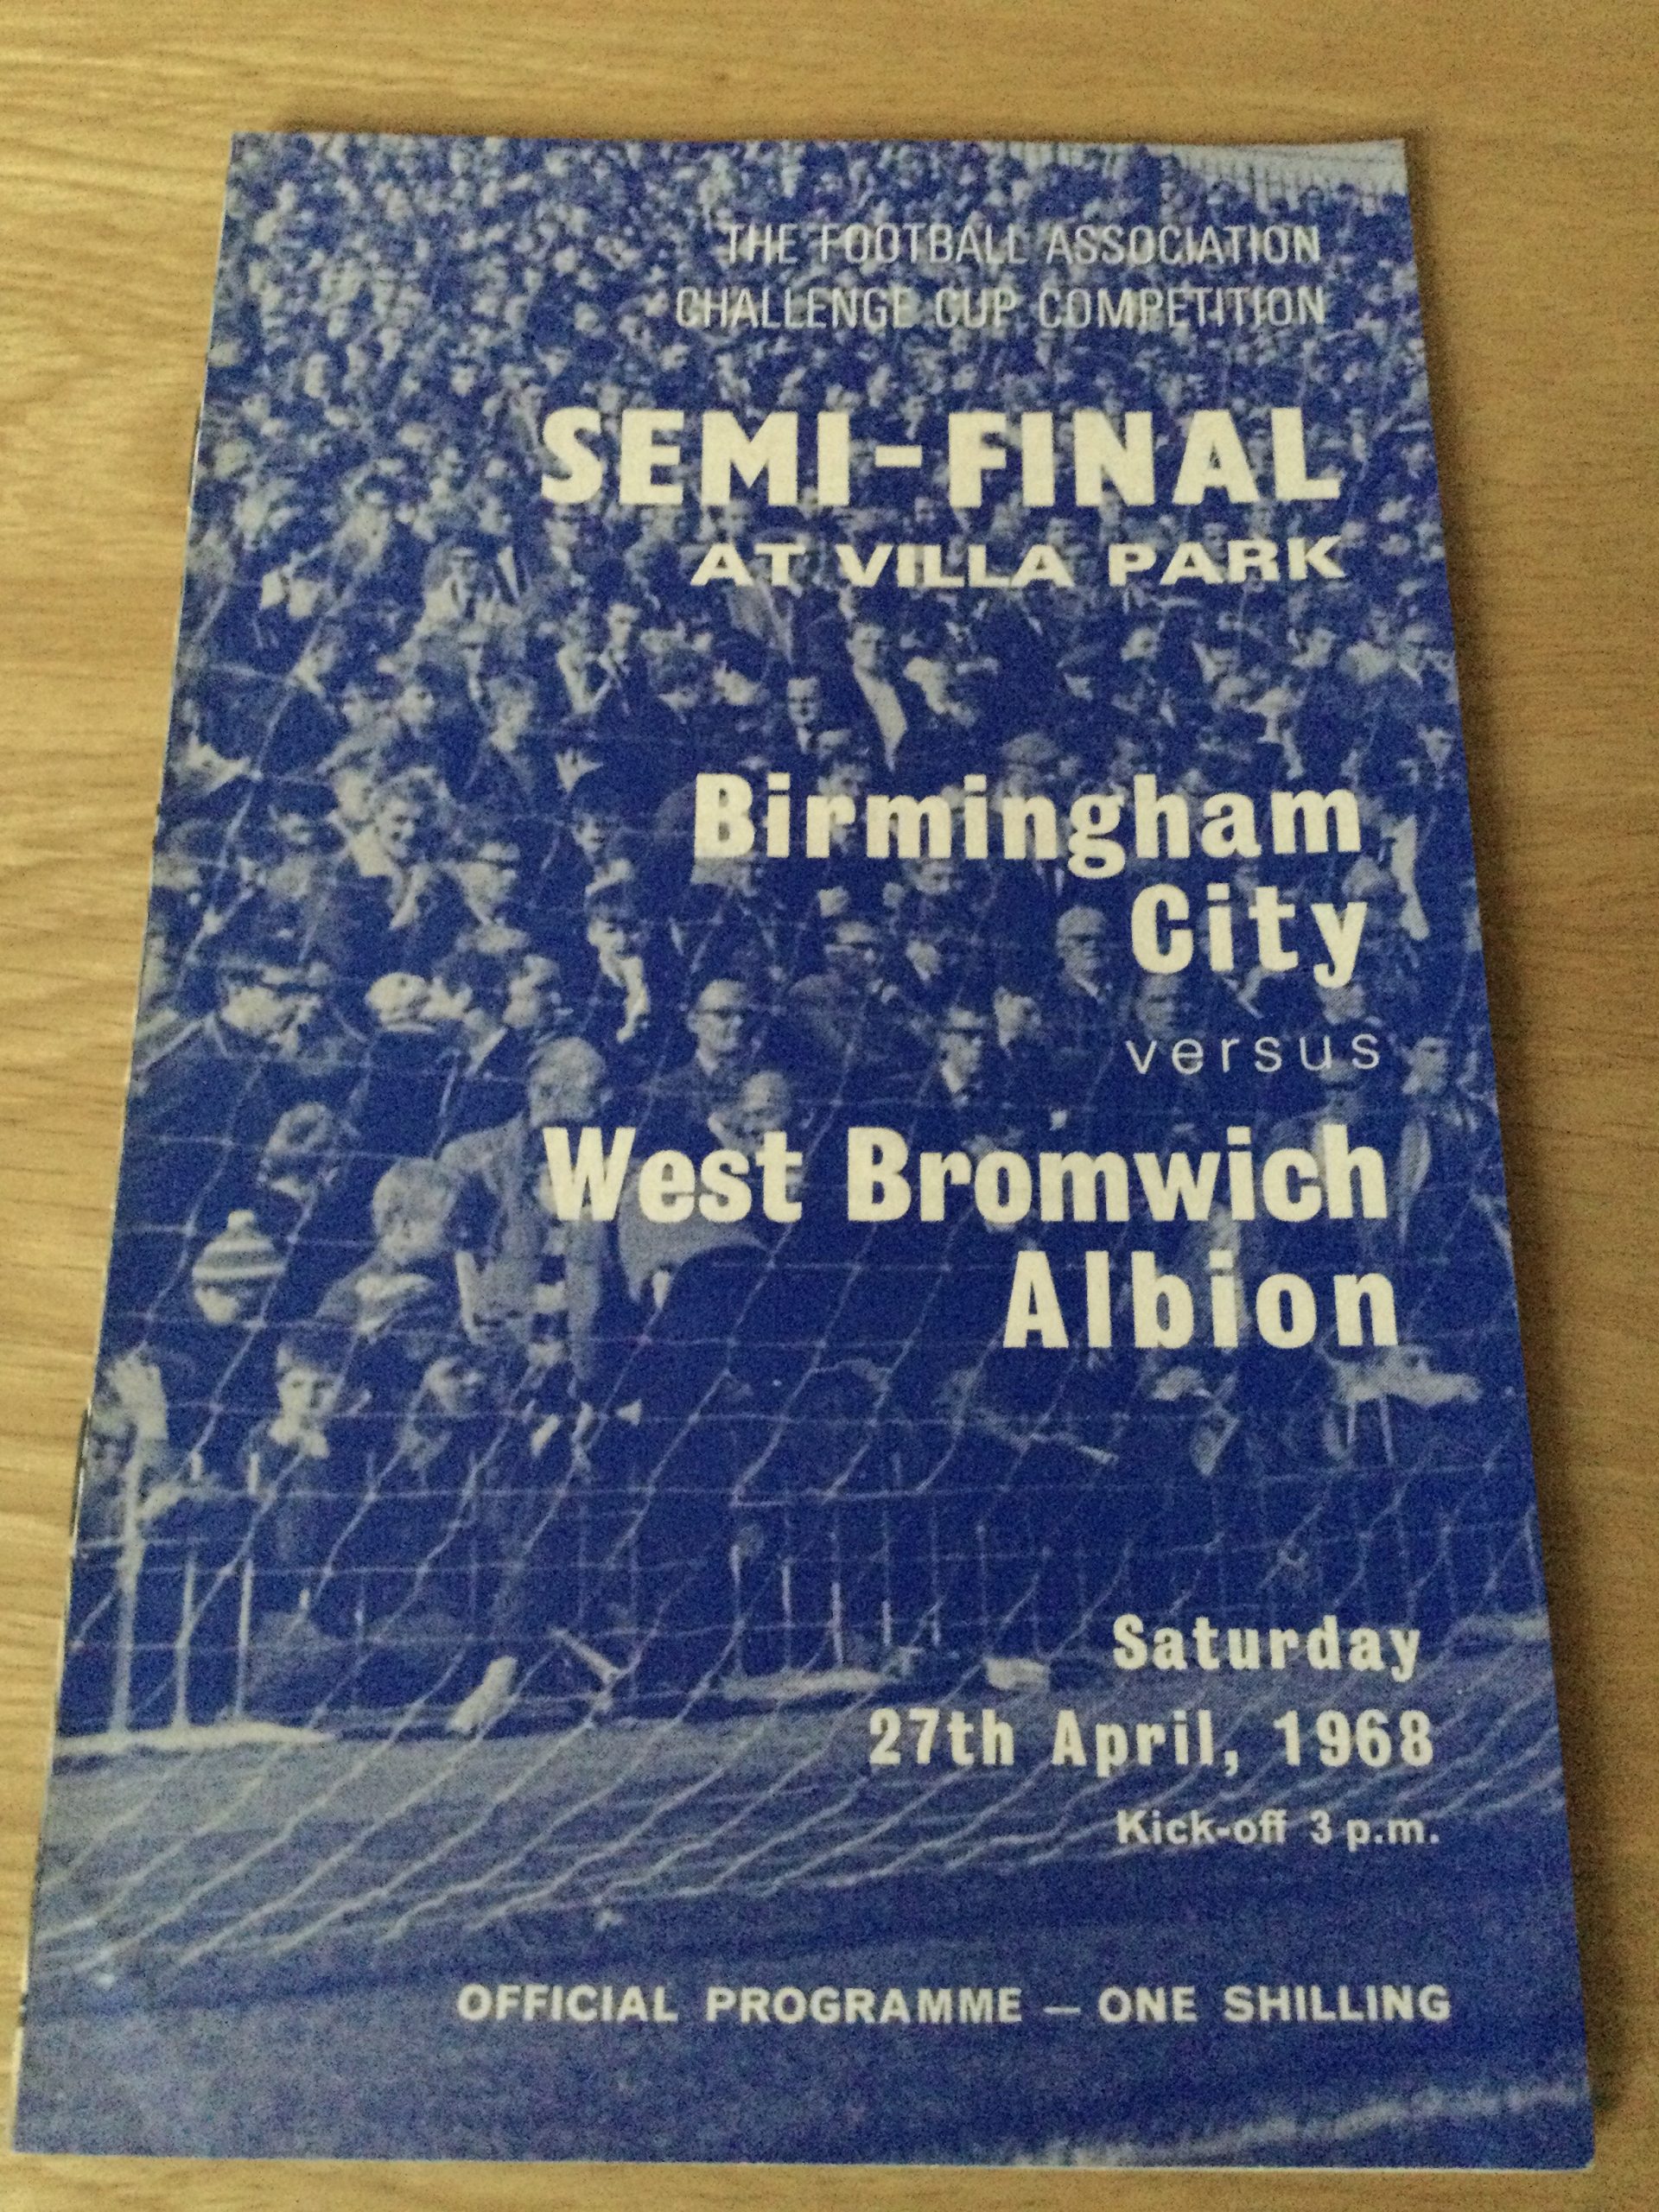 THE FOOTBALL ASSOCIATION
CHALLENGE CUP COMPETITION
SEMI-FINAL
AT VILLA PARK
Birmingham
City
versus
West Bromwich
Albion
Saturday
27th April, 1968
Kick-off 3 p.m.
OFFICIAL PROGRAMME — ONE SHILLING